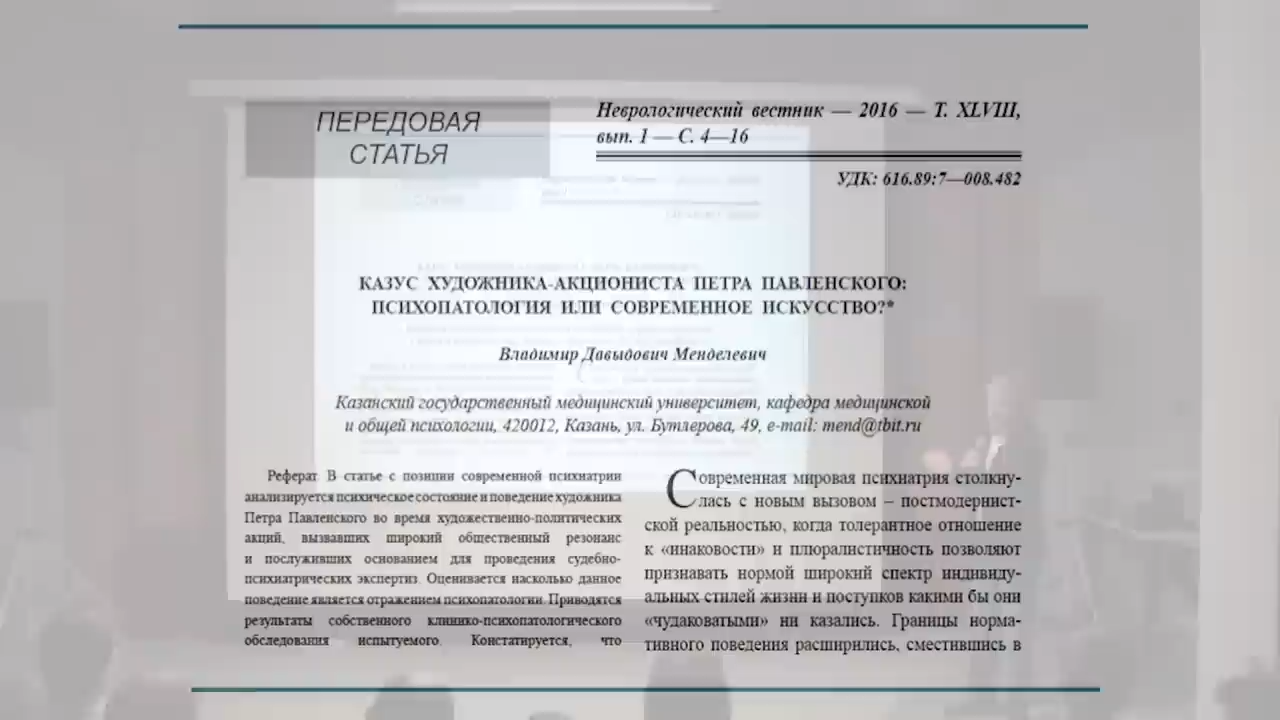 ПЕРЕДОВАЯ
СТАТЬЯ
Неврологический вестник — 2016 — Т. XLVIII,
вып. 1 — С. 4—16
УДК: 616.89:7—008.482
КАЗУС ХУДОЖНИКА-АКЦИОНИСТА ПЕТРА ПАВЛЕНСКОГО:
ПСИХОПАТОЛОГИЯ ИЛИ СОВРЕМЕННОЕ ИСКУССТВО?*
Владимир Давыдович Менделевич
Казанский государственный медицинский университет, кафедра медицинской
и общей психологии, 420012, Казань, ул. Бутлерова, 49, e-mail: mend@tbit.ru
Реферат. В статье с позиции современной психиатрии
анализируется психическое состояние и поведение художника
Петра Павленского во время художественно-политических
акций, вызвавших широкий общественный резонанс
и послуживших основанием для проведения судебно-
психиатрических экспертиз. Оценивается насколько данное
поведение является отражением психопатологии. Приводятся
результаты собственного клинико-психопатологического
обследования испытуемого. Констатируется, что
Современная мировая психиатрия столкну-
лась с новым вызовом – постмодернист-
ской реальностью, когда толерантное отношение
к «инаковости» и плюралистичность позволяют
признавать нормой широкий спектр индивиду-
альных стилей жизни и поступков какими бы они
«чудаковатыми» ни казались. Границы норма-
тивного поведения расширились, сместившись в